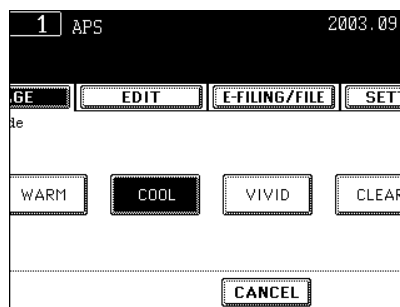 1 APS 2003.09
GE EDIT E-FILING/FILE SET
de
WARM COOL VIVID CLEAR
CANCEL